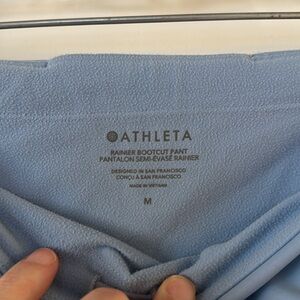 ATHLETA
RAINIER BOOTCUT PANT
PANTALON SEMI-ÉVASÉ RAINIER
DESIGNED IN SAN FRANCISCO
CONÇU À SAN FRANCISCO
MADE IN VIETNAM
M